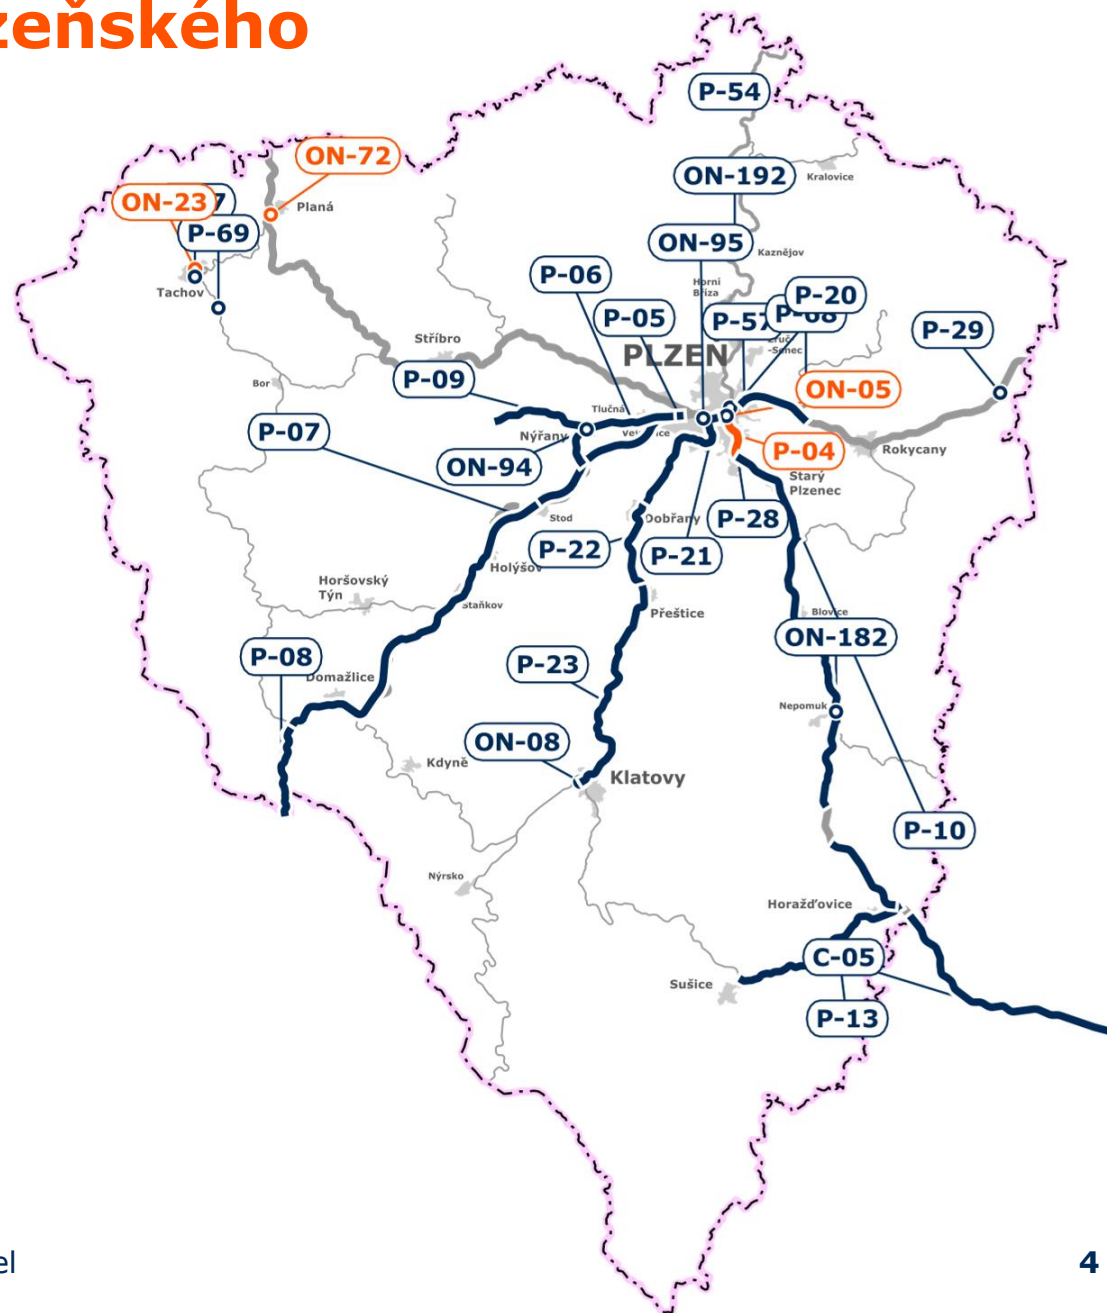 zeňského
P-54
ON-72
ON-192
Kralovice
ON-23
7
Planá
P-69
ON-95
Kaznějov
P-06
Horní
Bříza
Tachov
P-20
P-05
P-57
P-68
P-29
Stříbro
PLZEŇ
P-09
Bor
ON-05
Tlučná
P-07
Nýřany
P-04
Rokycany
ON-94
Starý
Plzenec
Stod
Dobřany
P-28
P-22
P-21
Holýšov
Horšovský
Týn
Staňkov
Přeštice
Blovice
ON-182
P-08
P-23
Domažlice
Nepomuk
ON-08
Kdyně
Klatovy
P-10
Nýrsko
Horažďovice
C-05
Sušice
P-13
el
4